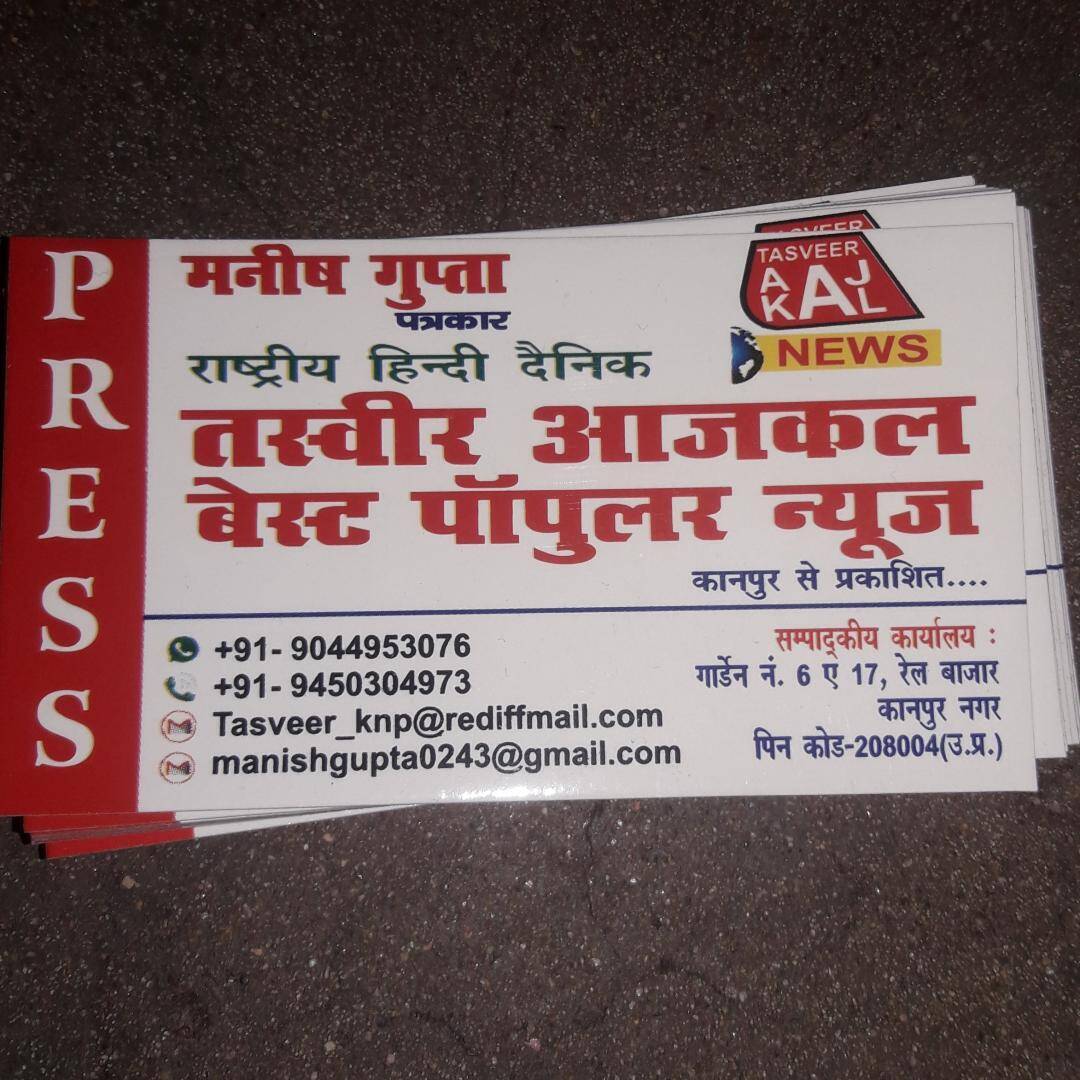 PRESS
मनीष गुप्ता
पत्रकार
राष्ट्रीय हिन्दी दैनिक
TASVEER
AAJ
KAL
NEWS
तस्वीर आजकल
बेस्ट पॉपुलर न्यूज
कानपुर से प्रकाशित....
+91- 9044953076
+91- 9450304973
Tasveer_knp@rediffmail.com
manishgupta0243@gmail.com
सम्पाद्कीय कार्यालय :
गार्डेन नं. 6 ए 17, रेल बाजार
कानपुर नगर
पिन कोड-208004(उ.प्र.)